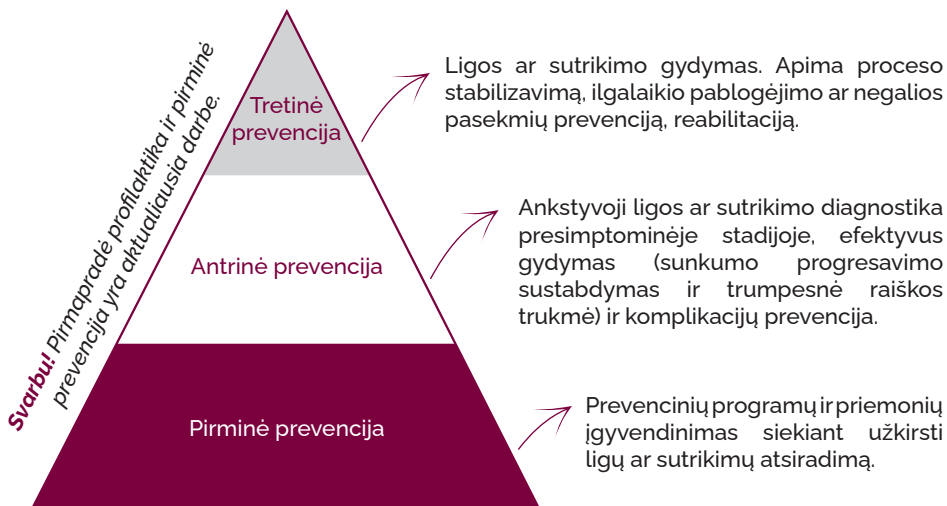 Svarbu! Pirmapradė profilaktika ir pirminė
prevencija yra aktualiausia darbe.
Tretinė
prevencija
Ligos ar sutrikimo gydymas. Apima proceso
stabilizavimą, ilgalaikio pablogėjimo ar negalios
pasekmių prevenciją, reabilitaciją.
Antrinė prevencija
Ankstyvoji ligos ar sutrikimo diagnostika
presimptominėje stadijoje, efektyvus
gydymas (sunkumo progresavimo
sustabdymas ir trumpesnė raiškos
trukmė) ir komplikacijų prevencija.
Pirminė prevencija
Prevencinių programų ir priemonių
įgyvendinimas siekiant užkirsti
ligų ar sutrikimų atsiradimą.